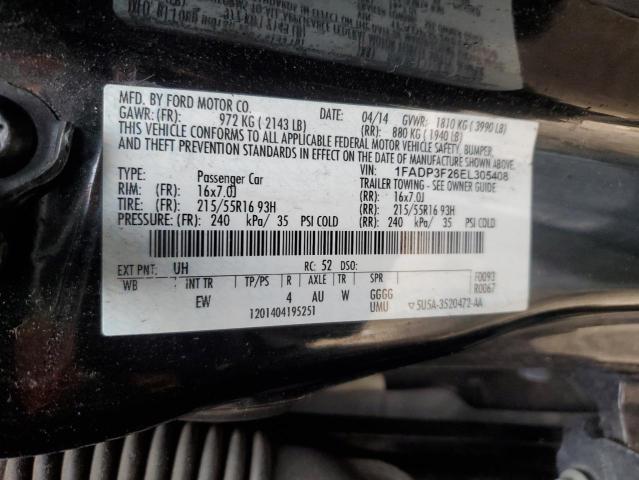 MFD. BY FORD MOTOR CO. 04/14 GVWR: 1810 KG ( 3990 LB)
GAWR: (FR): 972 KG ( 2143 LB) (RR): 880 KG ( 1940 LB)
THIS VEHICLE CONFORMS TO ALL APPLICABLE FEDERAL MOTOR VEHICLE SAFETY, BUMPER,
AND THEFT PREVENTION STANDARDS IN EFFECT ON THE DATE OF MANUFACTURE SHOWN ABOVE.
VIN: 1FADP3F26EL305408
TYPE: Passenger Car TRAILER TOWING - SEE OWNER GUIDE
RIM: (FR): 16x7.0J (RR): 16x7.0J
TIRE: (FR): 215/55R16 93H (RR): 215/55R16 93H
PRESSURE: (FR): 240 kPa/ 35 PSI COLD (RR): 240 kPa/ 35 PSI COLD
EXT PNT: UH RC: 52 DSO: F0093
WB INT TR TP/PS R AXLE TR SPR R0067
EW 4 AU W GGGG
1201404195251 UMU 5U5A-3520472-AA